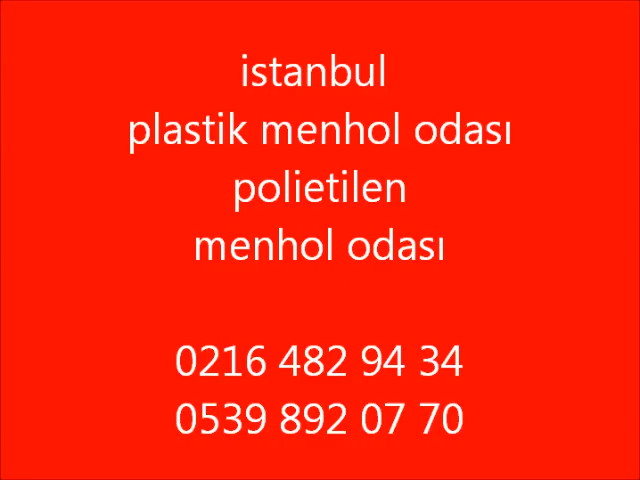 istanbul
plastik menhol odası
polietilen
menhol odası
0216 482 94 34
0539 892 07 70